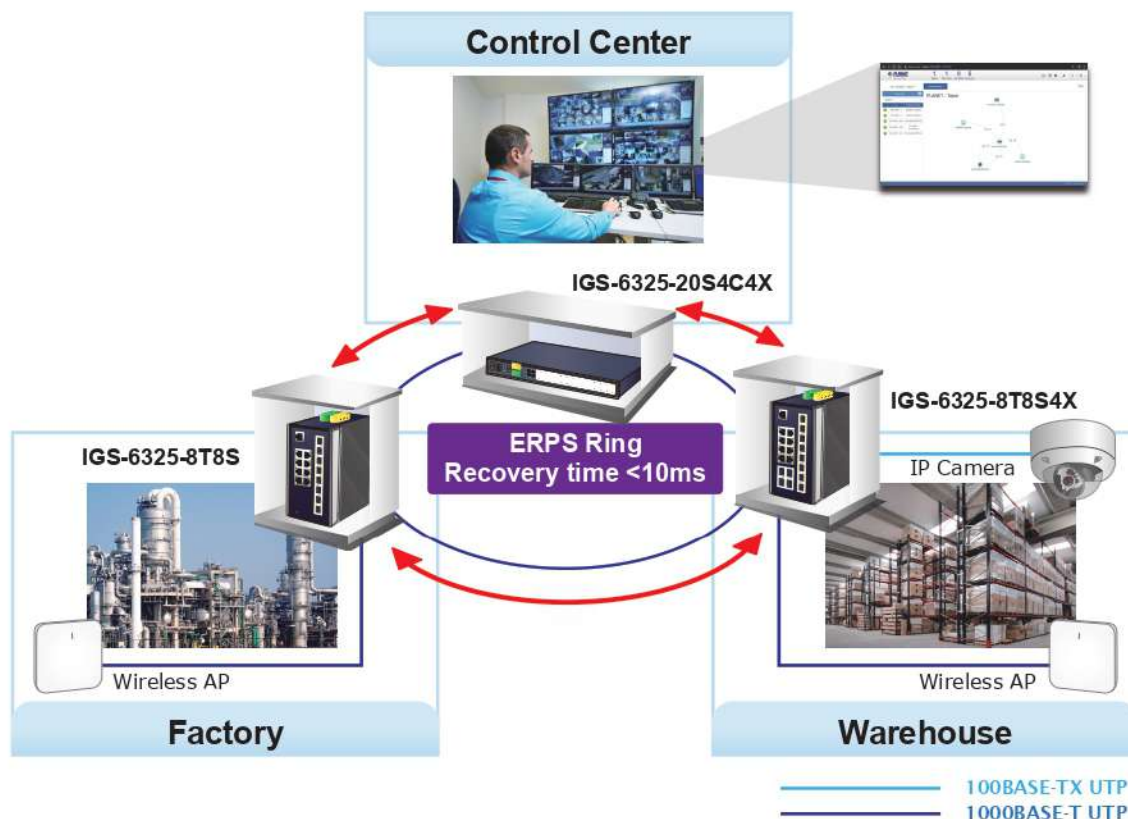 Control Center
PLANET
IGS-6325-20S4C4X
IGS-6325-8T8S4X
IGS-6325-8T8S
ERPS Ring
Recovery time <10ms
IP Camera
Wireless AP
Wireless AP
Factory
Warehouse
100BASE-TX UTP
1000BASE-T UTP